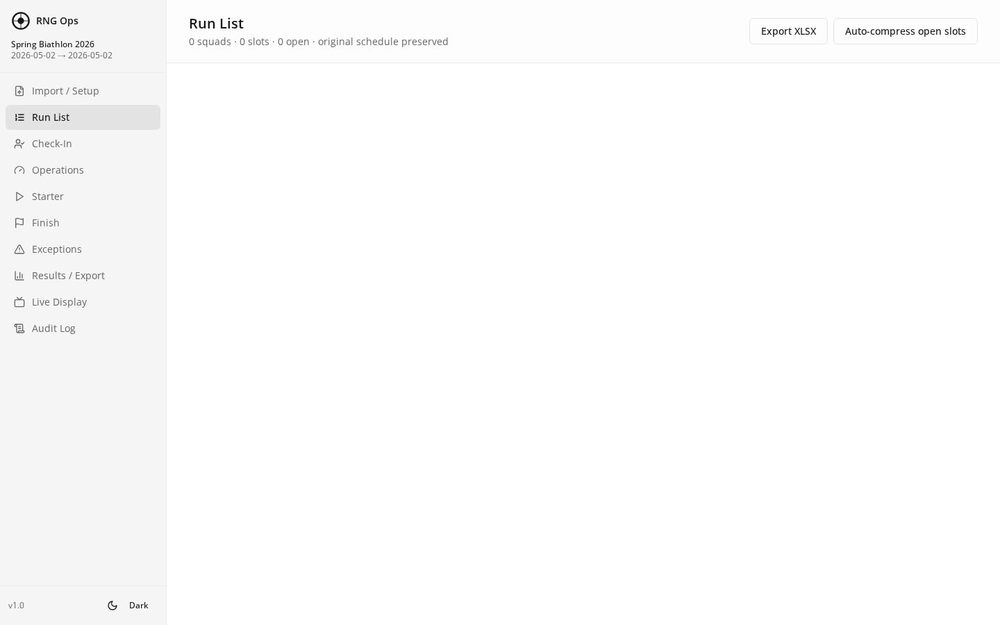 RNG Ops
Spring Biathlon 2026
2026-05-02 → 2026-05-02
Import / Setup
Run List
Check-In
Operations
Starter
Finish
Exceptions
Results / Export
Live Display
Audit Log
v1.0
Dark
Run List
0 squads · 0 slots · 0 open · original schedule preserved
Export XLSX
Auto-compress open slots